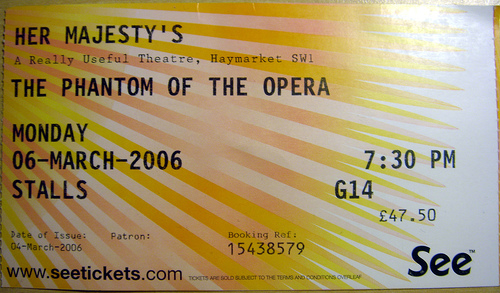 HER MAJESTY'S
A Really Useful Theatre, Haymarket SW1
THE PHANTOM OF THE OPERA
MONDAY
06-MARCH-2006 7:30 PM
STALLS G14
£47.50
Date of Issue: Patron: Booking Ref:
04-March-2006 15438579
See™
www.seetickets.com TICKETS ARE SOLD SUBJECT TO THE TERMS AND CONDITIONS OVERLEAF